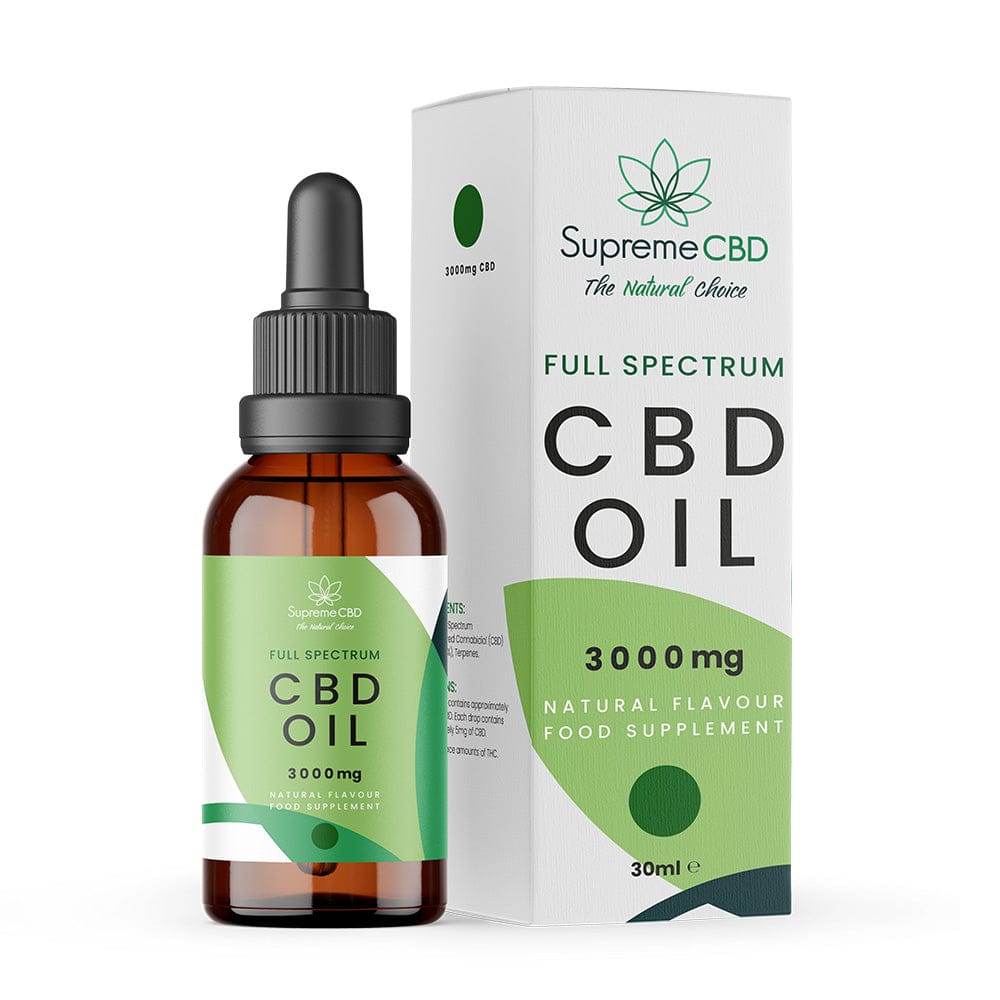 SupremeCBD
The Natural Choice
FULL SPECTRUM
CBD
OIL
3000mg
NATURAL FLAVOUR
FOOD SUPPLEMENT
3000mg CBD
Spectrum
Cannabidiol (CBD)
Terpenes.
contains approximately
Each drop contains
5mg of CBD.
amounts of THC.
SupremeCBD
The Natural Choice
FULL SPECTRUM
CBD
OIL
3000mg
NATURAL FLAVOUR
FOOD SUPPLEMENT
30ml ℮